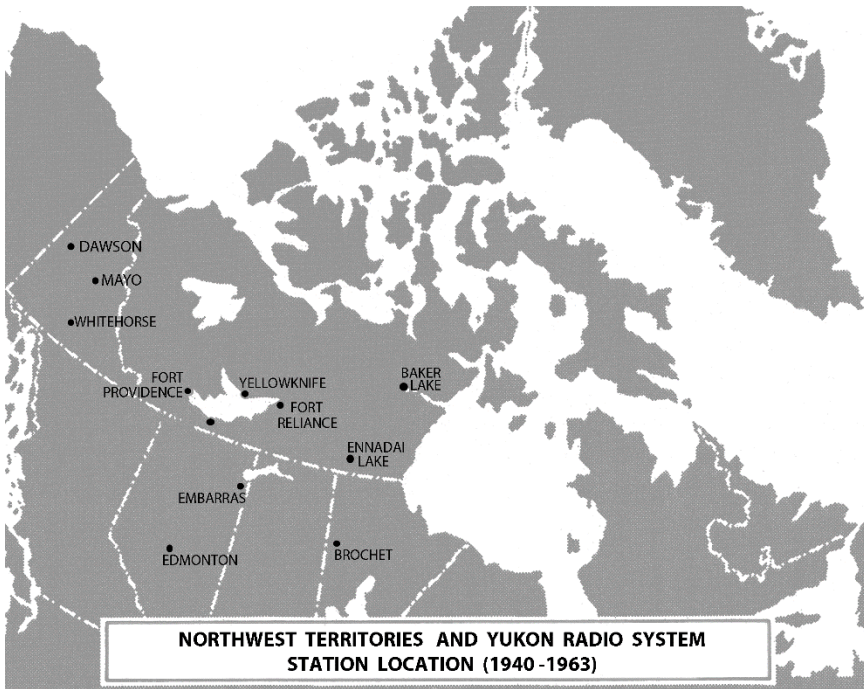 DAWSON
MAYO
WHITEHORSE
FORT
PROVIDENCE
YELLOWKNIFE
FORT
RELIANCE
BAKER
LAKE
ENNADAI
LAKE
EMBARRAS
EDMONTON
BROCHET
NORTHWEST TERRITORIES AND YUKON RADIO SYSTEM
STATION LOCATION (1940-1963)